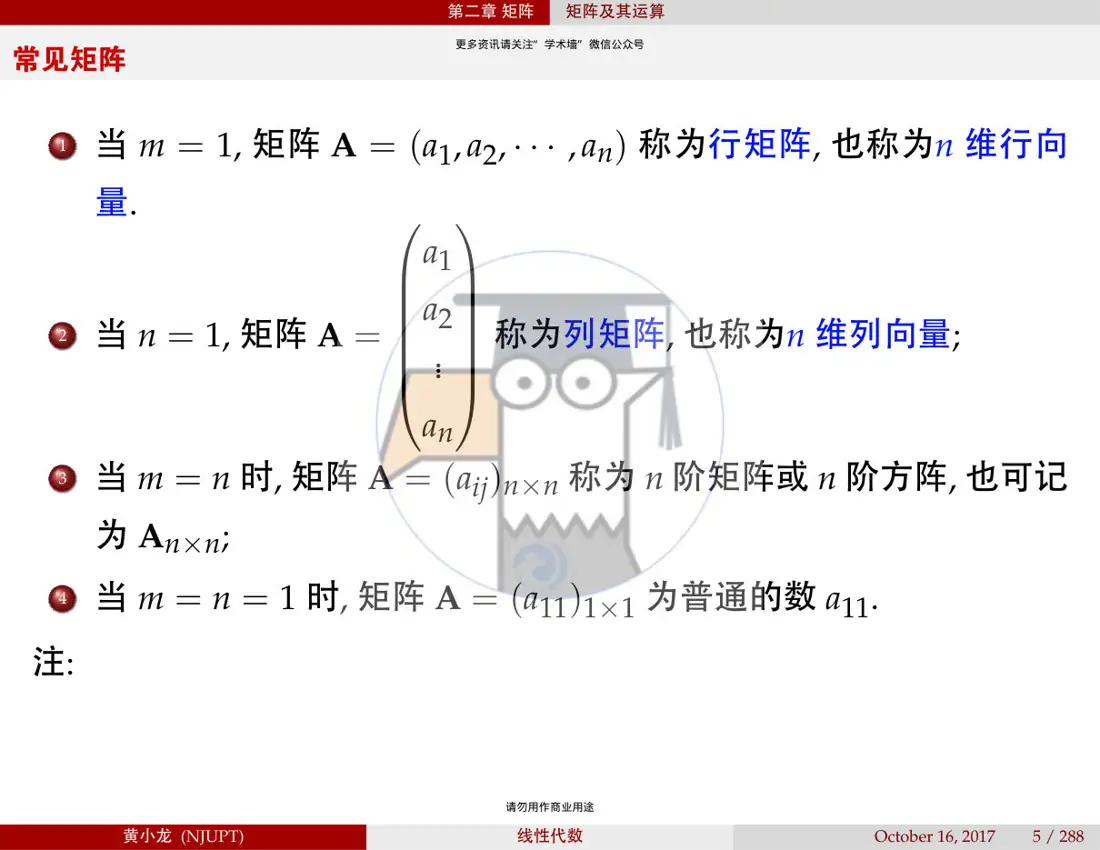 第二章 矩阵 矩阵及其运算
更多资讯请关注“学术墙”微信公众号
常见矩阵
1 当 m = 1, 矩阵 A = (a₁, a₂, ⋯ , aₙ) 称为行矩阵, 也称为n 维行向
量.
2 当 n = 1, 矩阵 A = (a₁ a₂ ⋮ aₙ) 称为列矩阵, 也称为n 维列向量;
3 当 m = n 时, 矩阵 A = (aᵢⱼ)ₙ×ₙ 称为 n 阶矩阵或 n 阶方阵, 也可记
为 Aₙ×ₙ;
4 当 m = n = 1 时, 矩阵 A = (a₁₁)₁×₁ 为普通的数 a₁₁.
注:
请勿用作商业用途
黄小龙 (NJUPT) 线性代数 October 16, 2017 5 / 288